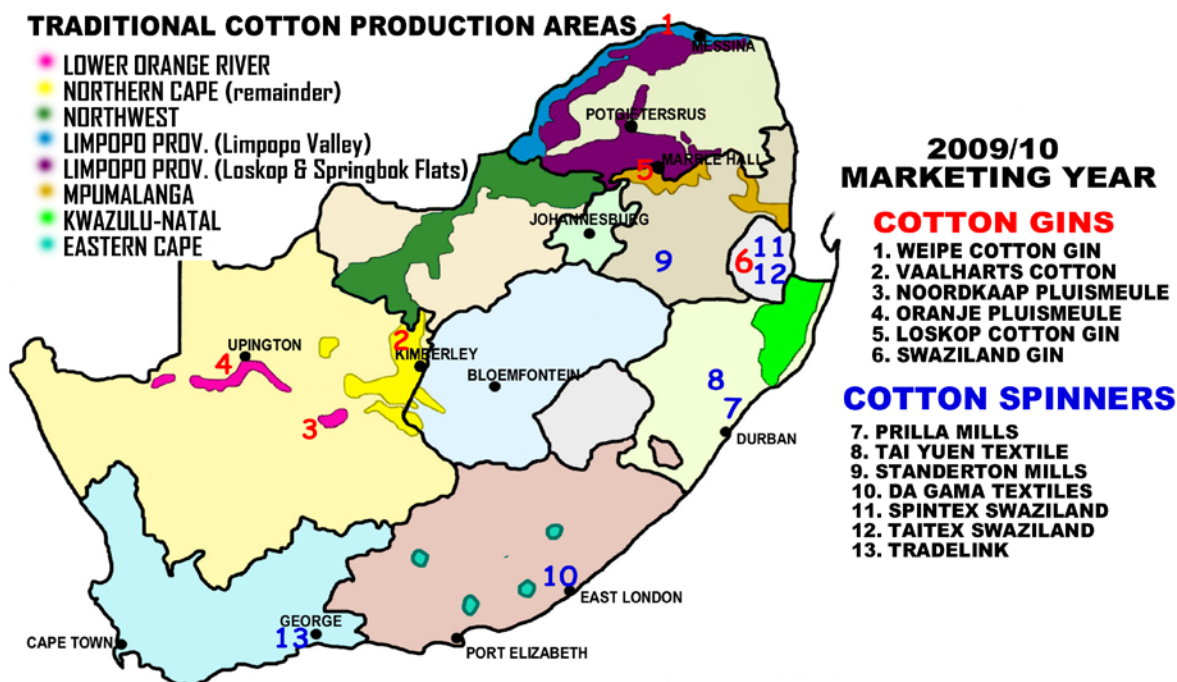 TRADITIONAL COTTON PRODUCTION AREAS
LOWER ORANGE RIVER
NORTHERN CAPE (remainder)
NORTHWEST
LIMPOPO PROV. (Limpopo Valley)
LIMPOPO PROV. (Loskop & Springbok Flats)
MPUMALANGA
KWAZULU-NATAL
EASTERN CAPE
1
MESSINA
POTGIETERSRUS
5
MARBLE HALL
JOHANNESBURG
9
6
11
12
2
KIMBERLEY
UPINGTON
4
BLOEMFONTEIN
3
8
7
DURBAN
10
EAST LONDON
GEORGE
13
CAPE TOWN
PORT ELIZABETH
2009/10
MARKETING YEAR
COTTON GINS
1. WEIPE COTTON GIN
2. VAALHARTS COTTON
3. NOORDKAAP PLUISMEULE
4. ORANJE PLUISMEULE
5. LOSKOP COTTON GIN
6. SWAZILAND GIN
COTTON SPINNERS
7. PRILLA MILLS
8. TAI YUEN TEXTILE
9. STANDERTON MILLS
10. DA GAMA TEXTILES
11. SPINTEX SWAZILAND
12. TAITEX SWAZILAND
13. TRADELINK